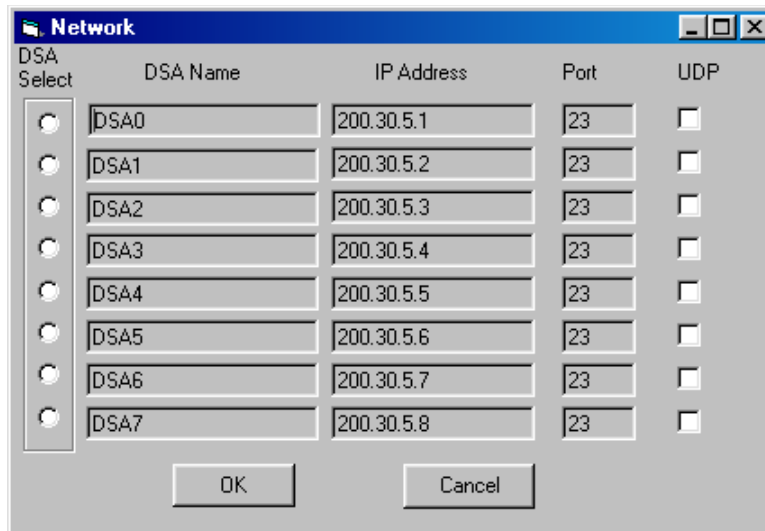 Network
DSA Select DSA Name IP Address Port UDP
DSA0 200.30.5.1 23
DSA1 200.30.5.2 23
DSA2 200.30.5.3 23
DSA3 200.30.5.4 23
DSA4 200.30.5.5 23
DSA5 200.30.5.6 23
DSA6 200.30.5.7 23
DSA7 200.30.5.8 23
OK Cancel